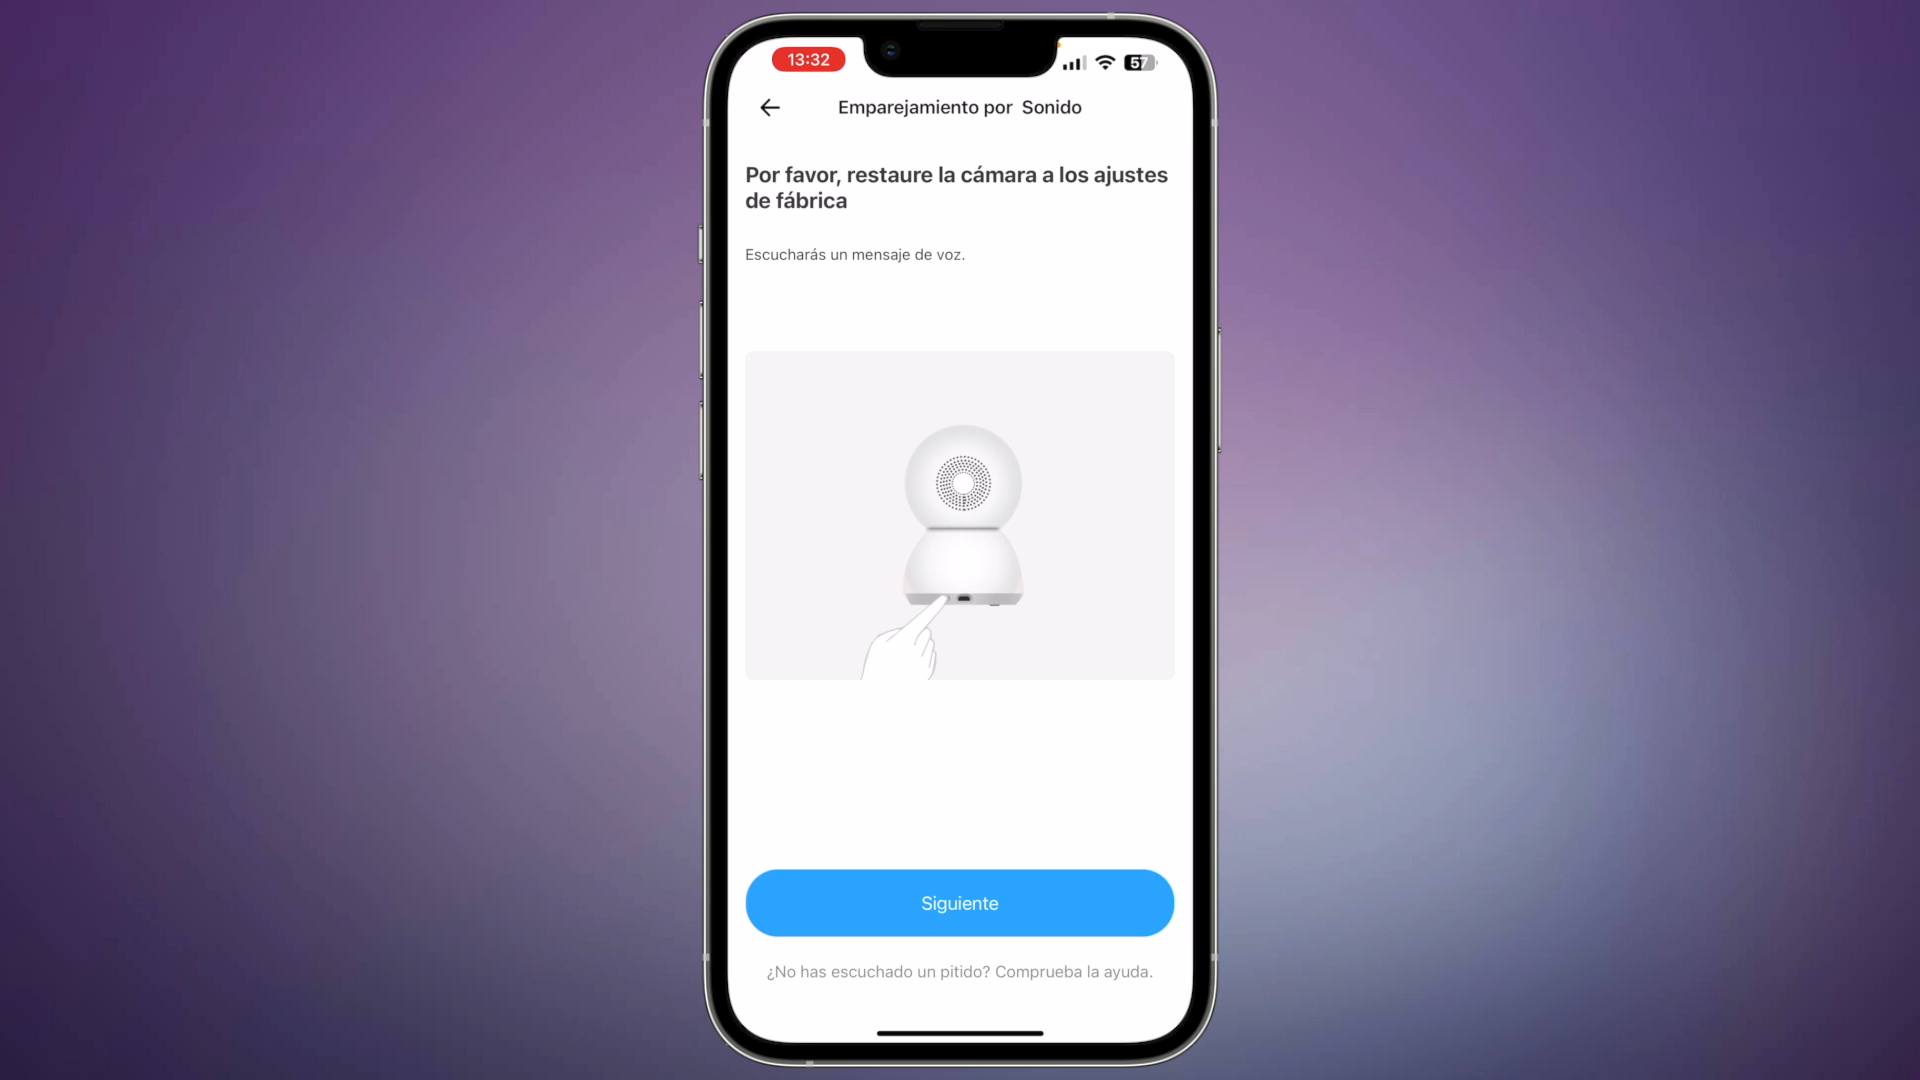 13:32
57
Emparejamiento por Sonido
Por favor, restaure la cámara a los ajustes
de fábrica
Escucharás un mensaje de voz.
Siguiente
¿No has escuchado un pitido? Comprueba la ayuda.